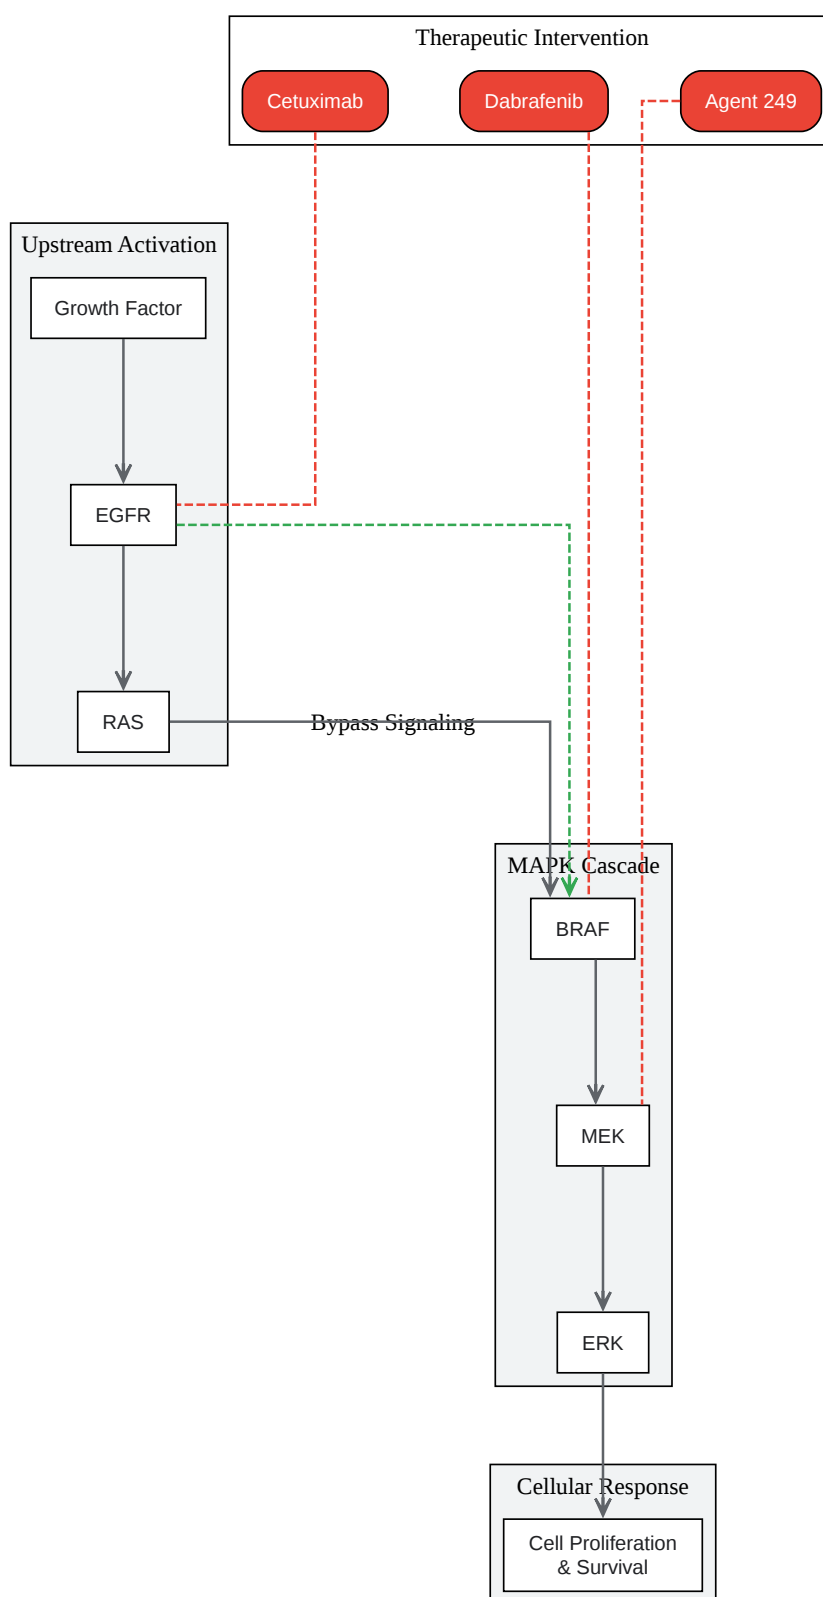 Therapeutic Intervention
Cetuximab
Dabrafenib
Agent 249
Upstream Activation
Growth Factor
EGFR
RAS
Bypass Signaling
MAPK Cascade
BRAF
MEK
ERK
Cellular Response
Cell Proliferation
& Survival